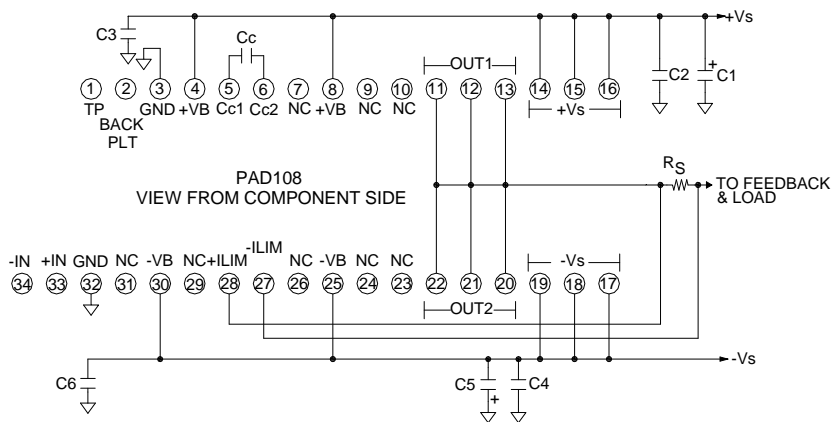 +Vs
C3
Cc
C2
+
C1
OUT1
1 2 3 4 5 6 7 8 9 10 11 12 13 14 15 16
TP
BACK
PLT
GND +VB Cc1 Cc2 NC +VB NC NC
+Vs
PAD108
VIEW FROM COMPONENT SIDE
RS
TO FEEDBACK
& LOAD
-IN +IN GND NC -VB NC +ILIM -ILIM NC -VB NC NC
-Vs
34 33 32 31 30 29 28 27 26 25 24 23 22 21 20 19 18 17
OUT2
-Vs
C6
C5
+
C4